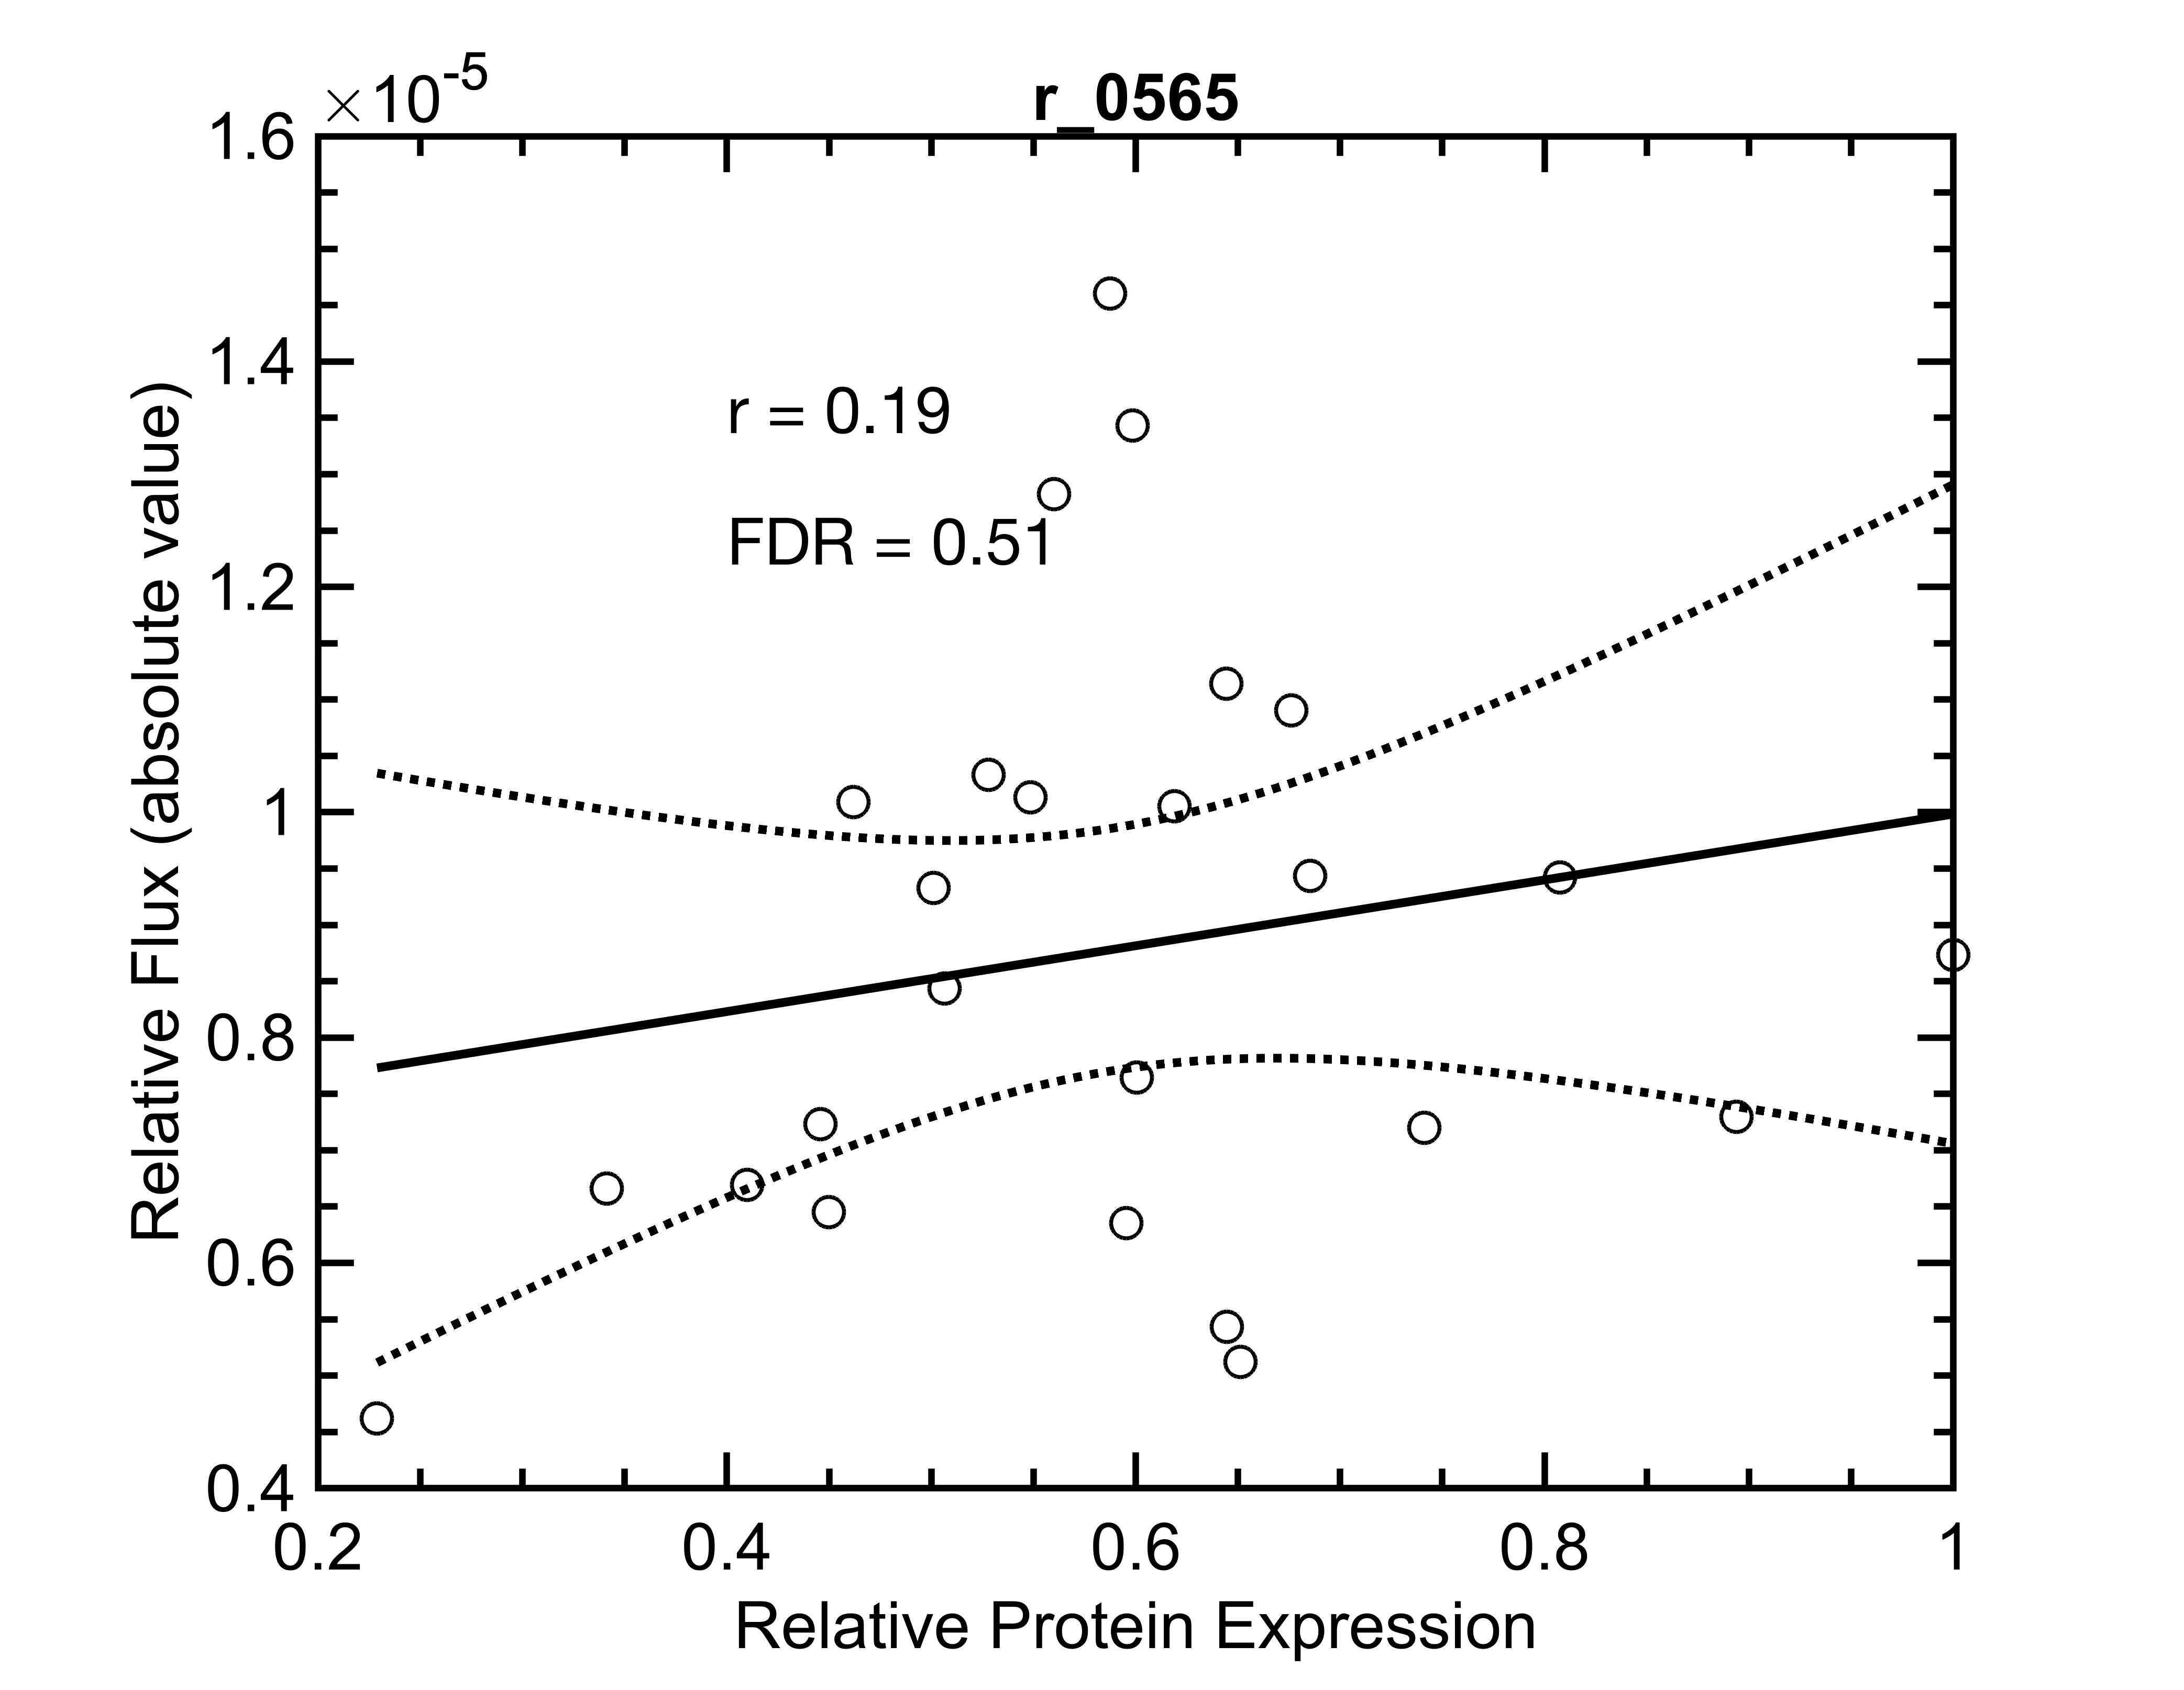 ×10-5
r_0565
1.6
1.4
1.2
1
0.8
0.6
0.4
r = 0.19
FDR = 0.51
Relative Flux (absolute value)
0.2 0.4 0.6 0.8 1
Relative Protein Expression